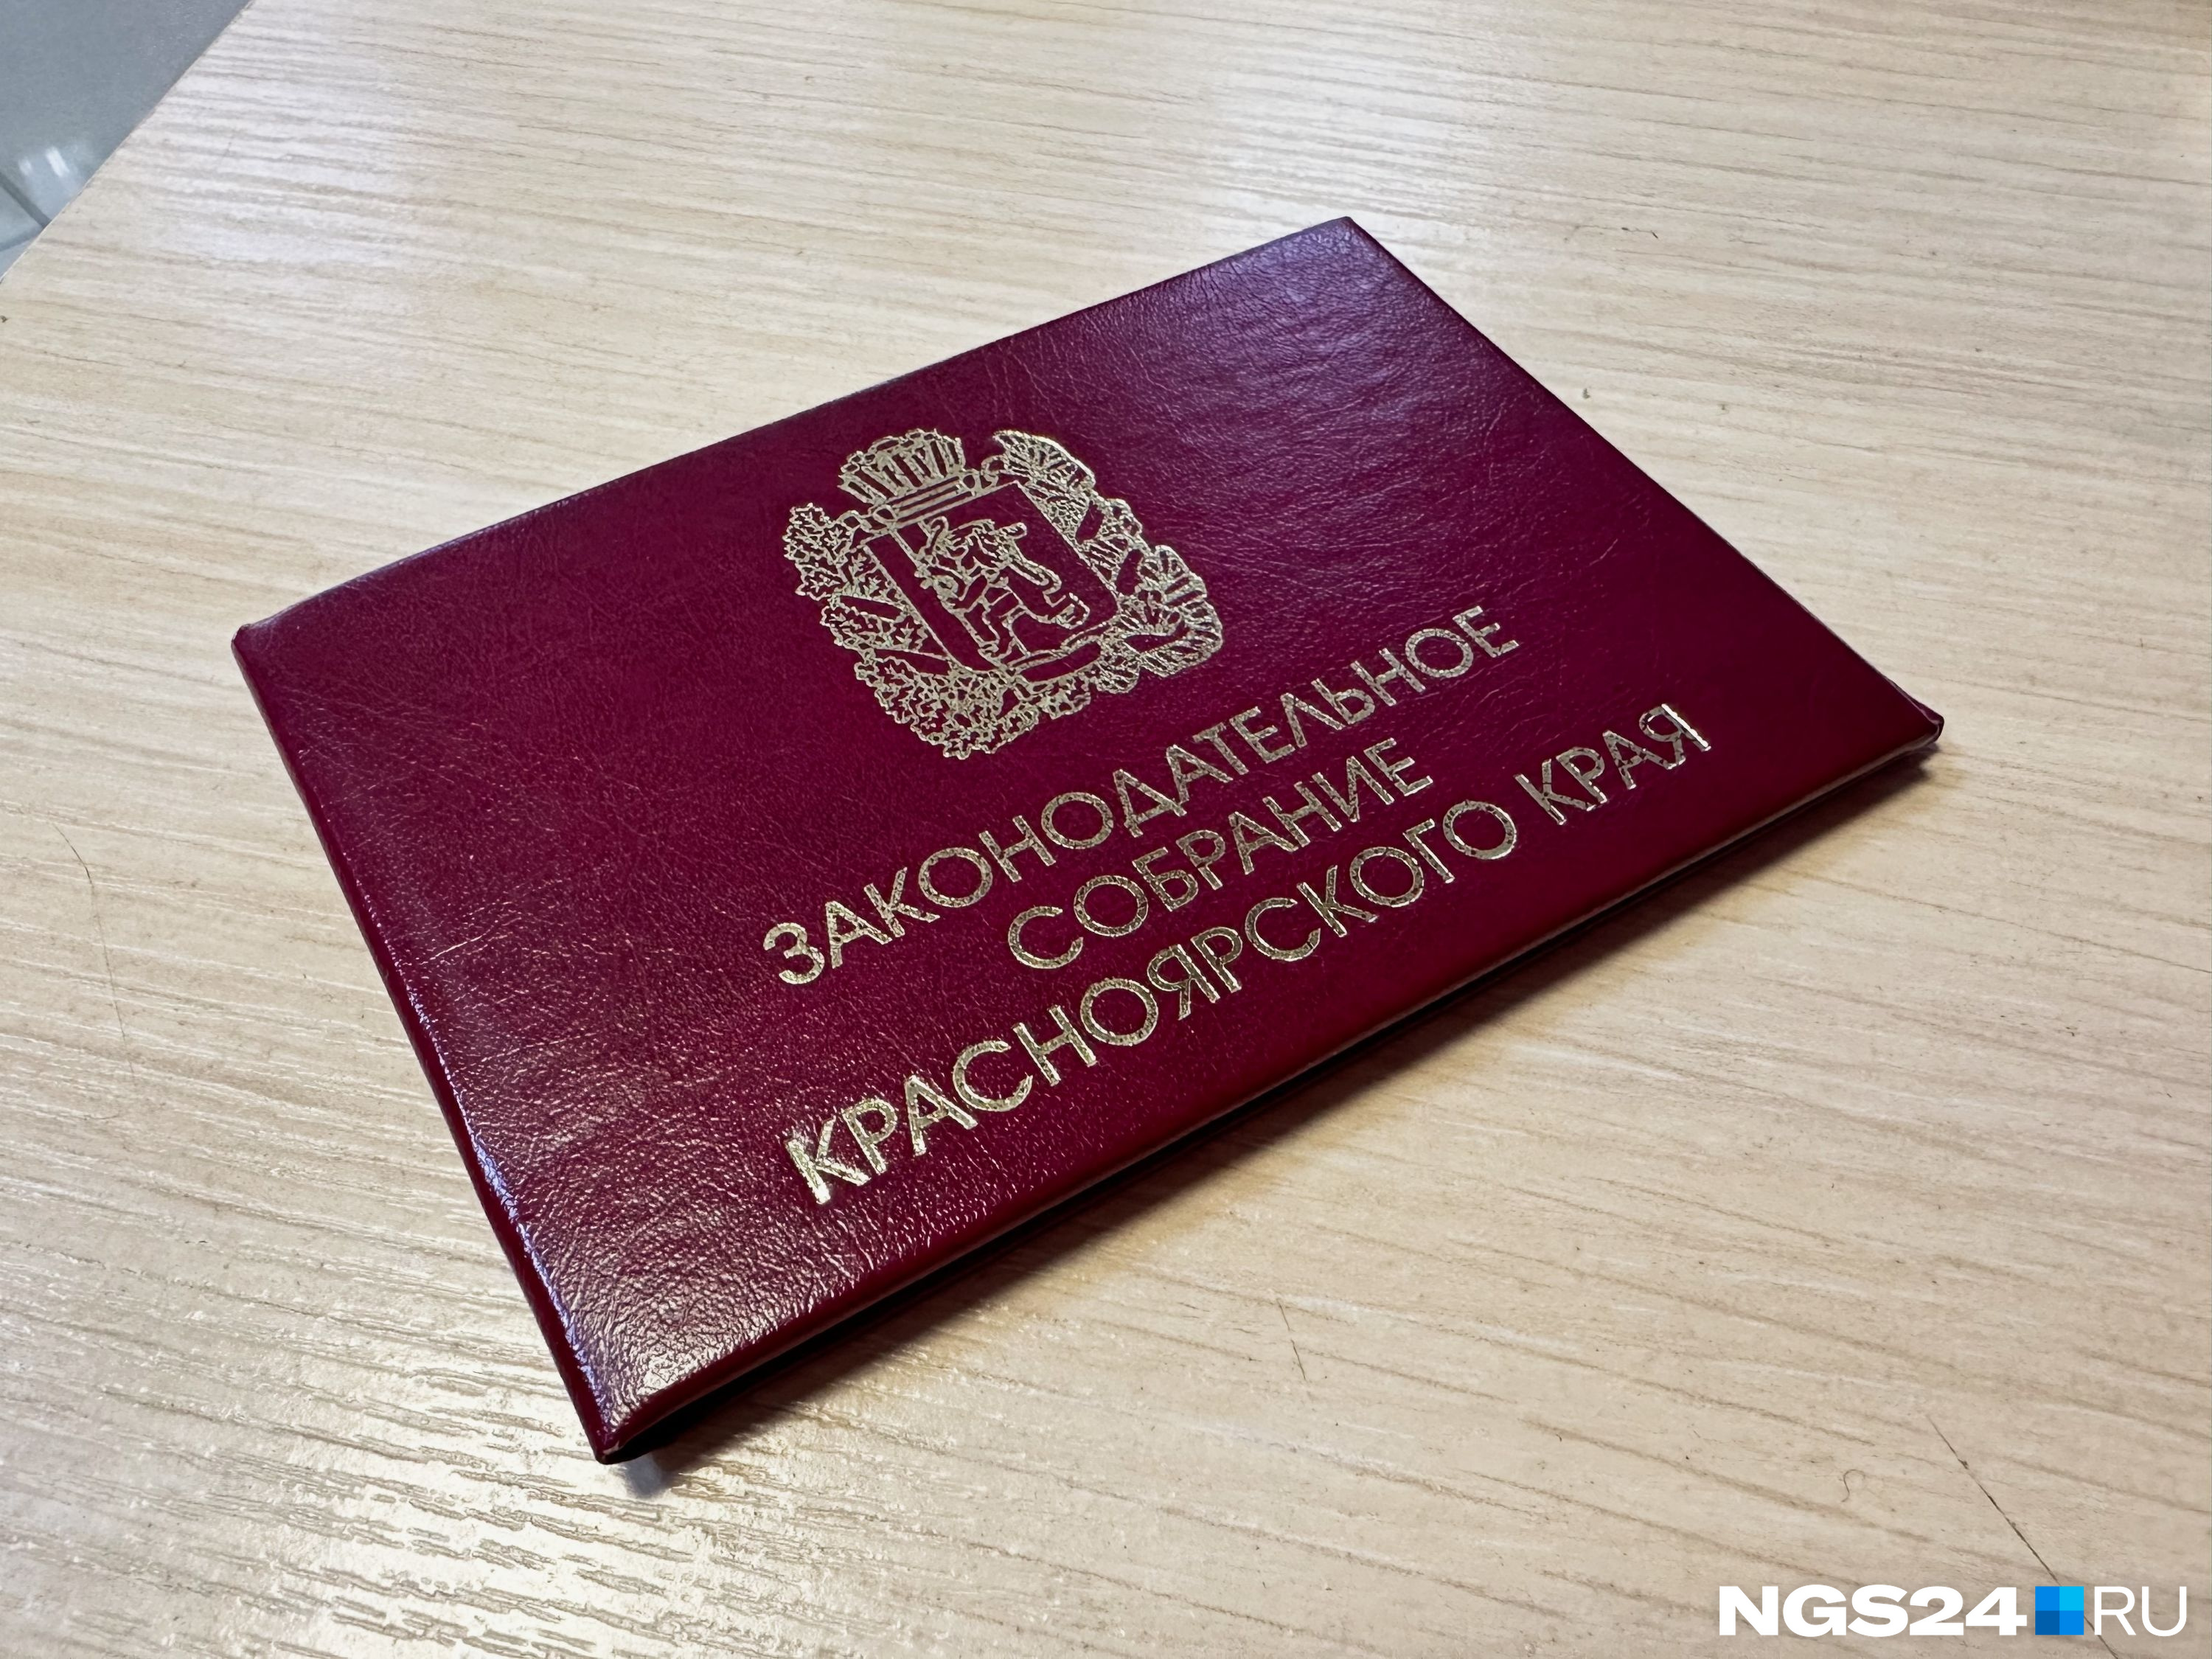 ЗАКОНОДАТЕЛЬНОЕ
СОБРАНИЕ
КРАСНОЯРСКОГО КРАЯ
NGS24 RU